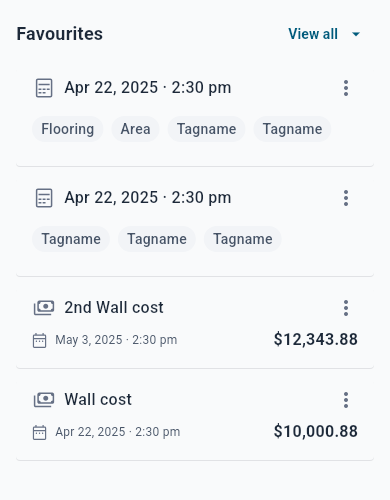 Favourites View all
Apr 22, 2025 · 2:30 pm
Flooring Area Tagname Tagname
Apr 22, 2025 · 2:30 pm
Tagname Tagname Tagname
2nd Wall cost
May 3, 2025 · 2:30 pm $12,343.88
Wall cost
Apr 22, 2025 · 2:30 pm $10,000.88